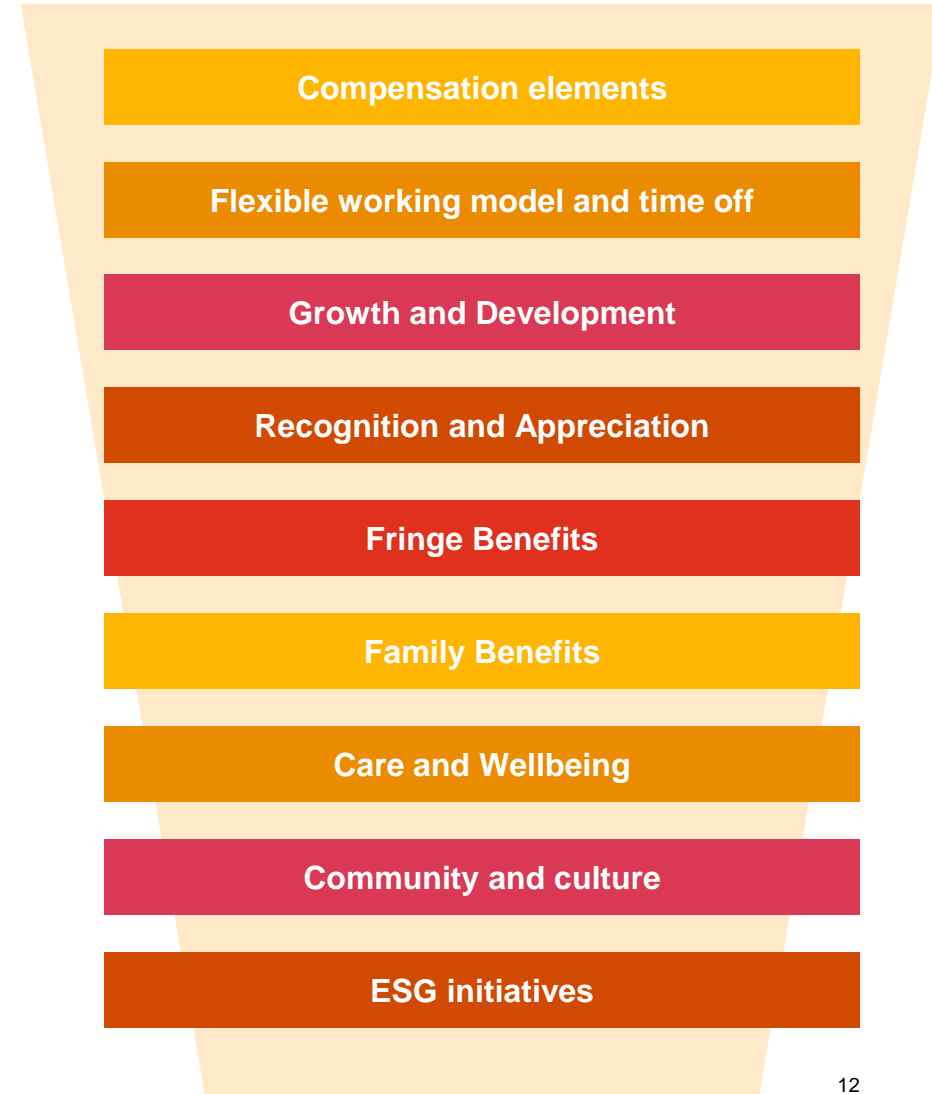 Compensation elements
Flexible working model and time off
Growth and Development
Recognition and Appreciation
Fringe Benefits
Family Benefits
Care and Wellbeing
Community and culture
ESG initiatives
12